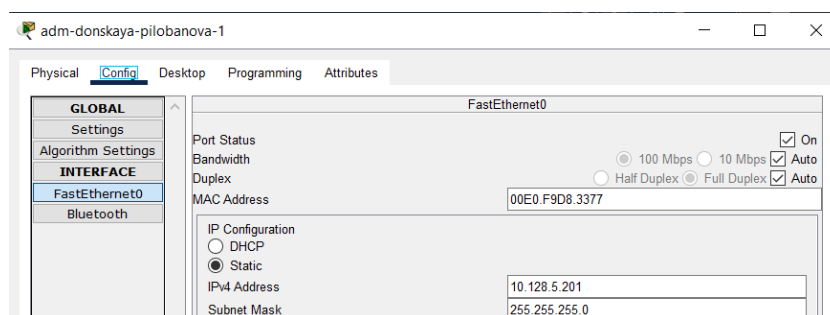 adm-donskaya-pilobanova-1
Physical Config Desktop Programming Attributes
GLOBAL
Settings
Algorithm Settings
INTERFACE
FastEthernet0
Bluetooth
FastEthernet0
Port Status On
Bandwidth 100 Mbps 10 Mbps Auto
Duplex Half Duplex Full Duplex Auto
MAC Address 00E0.F9D8.3377
IP Configuration
DHCP
Static
IPv4 Address 10.128.5.201
Subnet Mask 255.255.255.0